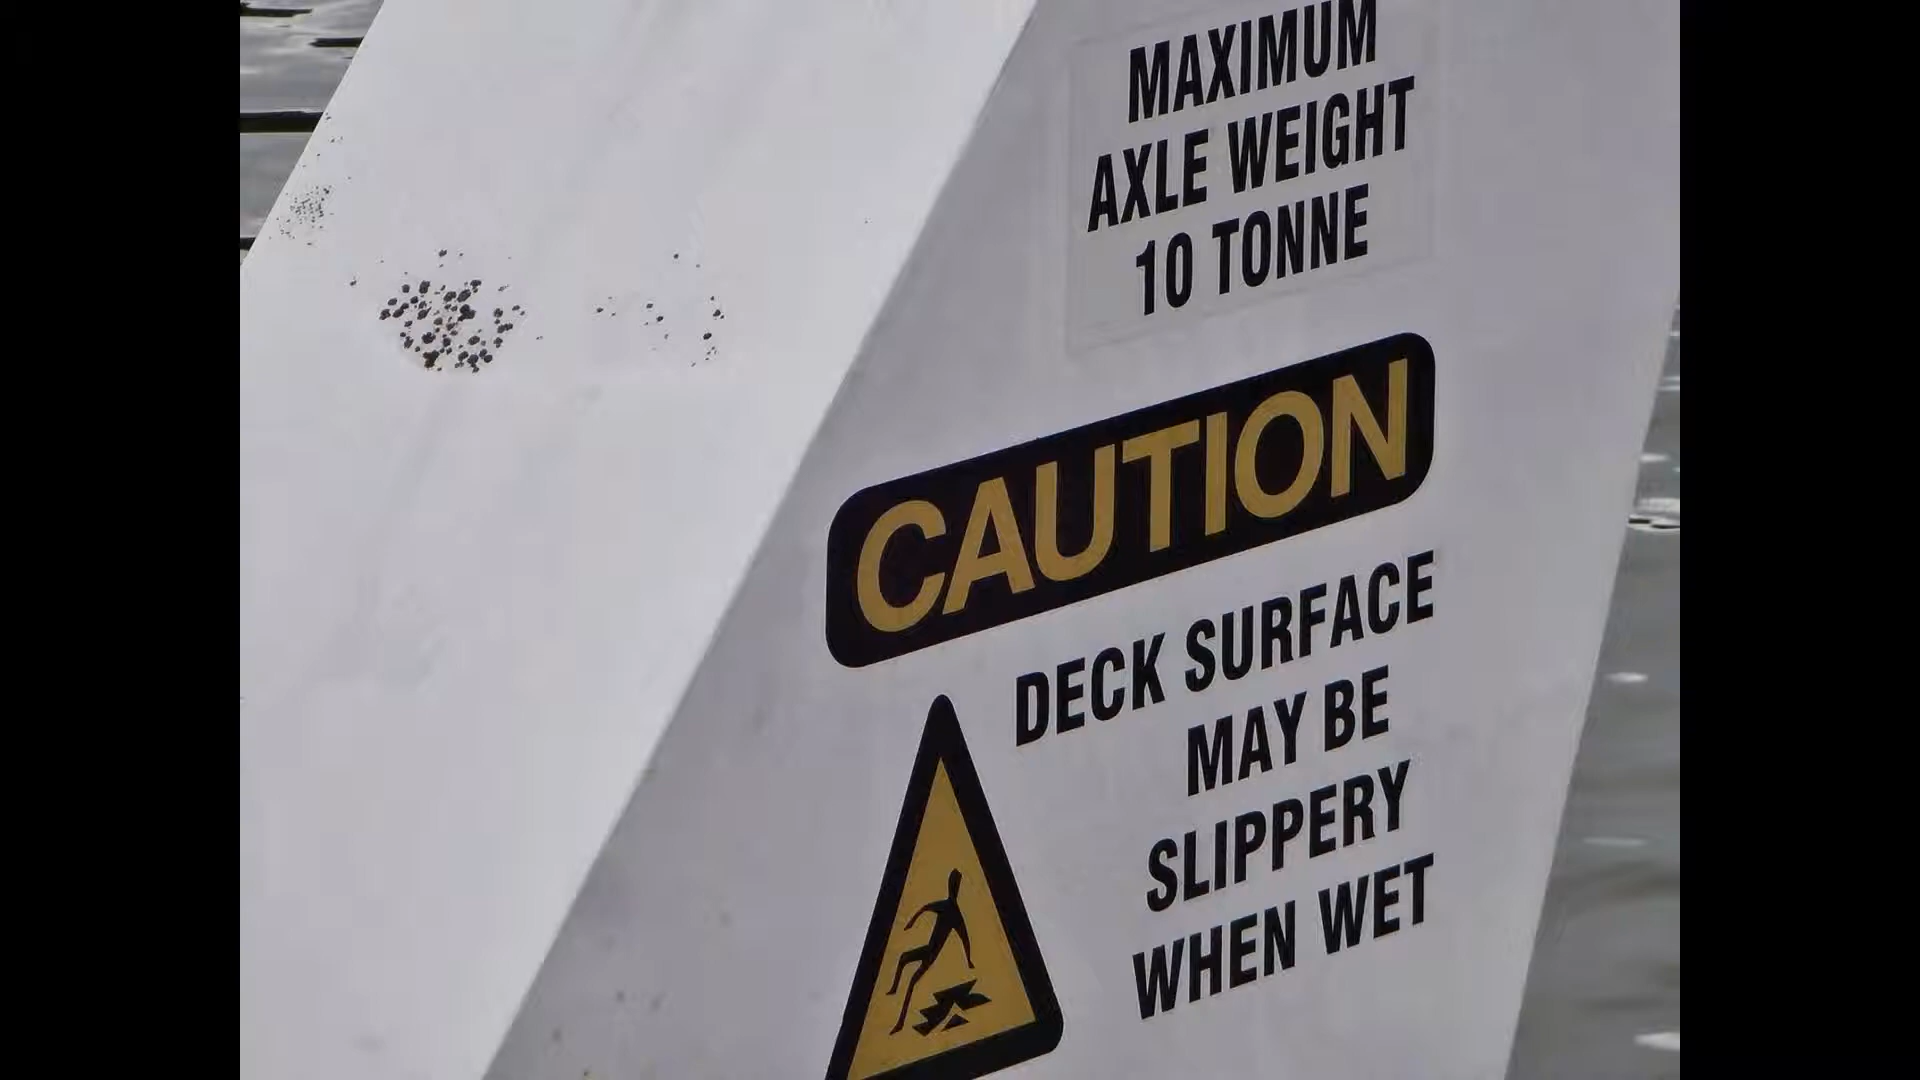 MAXIMUM
AXLE WEIGHT
10 TONNE
CAUTION
DECK SURFACE
MAY BE
SLIPPERY
WHEN WET